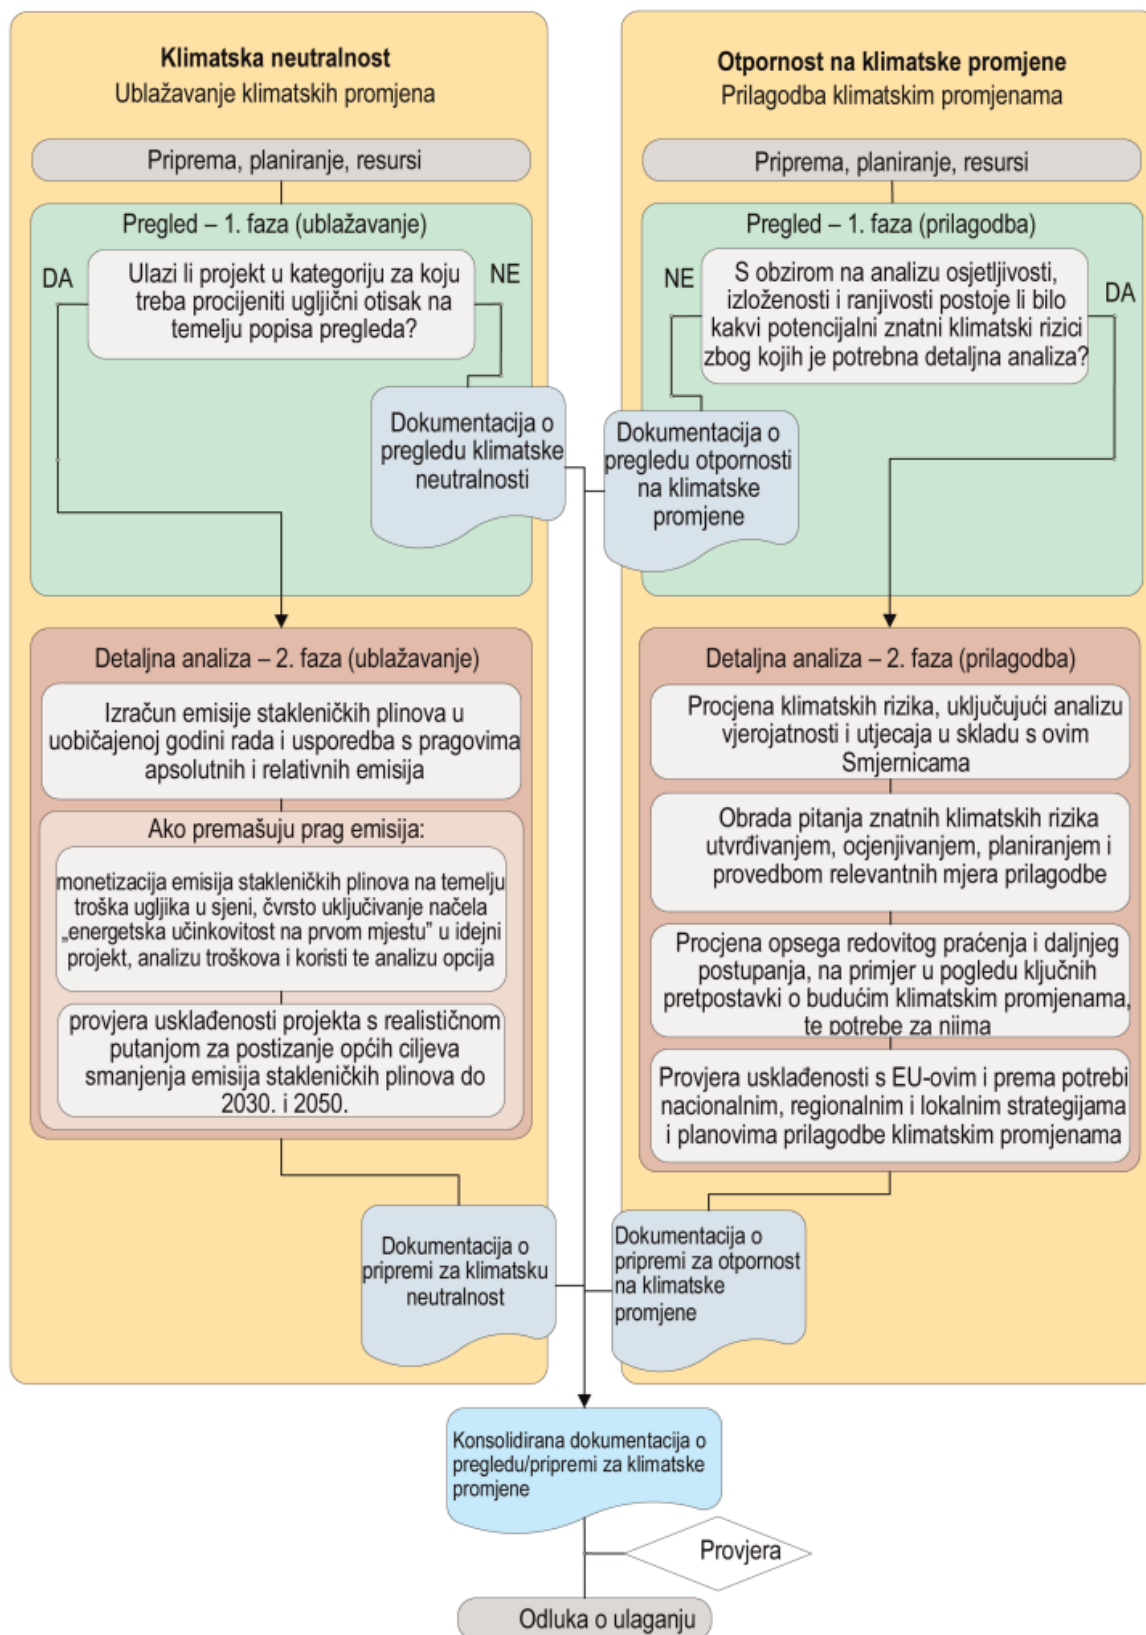 Klimatska neutralnost
Ublažavanje klimatskih promjena
Priprema, planiranje, resursi
Pregled – 1. faza (ublažavanje)
DA
Ulazi li projekt u kategoriju za koju
treba procijeniti ugljični otisak na
temelju popisa pregleda?
NE
Dokumentacija o
pregledu klimatske
neutralnosti
Detaljna analiza – 2. faza (ublažavanje)
Izračun emisije stakleničkih plinova u
uobičajenoj godini rada i usporedba s pragovima
apsolutnih i relativnih emisija
Ako premašuju prag emisija:
monetizacija emisija stakleničkih plinova na temelju
troška ugljika u sjeni, čvrsto uključivanje načela
„energetska učinkovitost na prvom mjestu” u idejni
projekt, analizu troškova i koristi te analizu opcija
provjera usklađenosti projekta s realističnom
putanjom za postizanje općih ciljeva
smanjenja emisija stakleničkih plinova do
2030. i 2050.
Dokumentacija o
pripremi za klimatsku
neutralnost
Otpornost na klimatske promjene
Prilagodba klimatskim promjenama
Priprema, planiranje, resursi
Pregled – 1. faza (prilagodba)
NE
S obzirom na analizu osjetljivosti,
izloženosti i ranjivosti postoje li bilo
kakvi potencijalni znatni klimatski rizici
zbog kojih je potrebna detaljna analiza?
DA
Dokumentacija o
pregledu otpornosti
na klimatske
promjene
Detaljna analiza – 2. faza (prilagodba)
Procjena klimatskih rizika, uključujući analizu
vjerojatnosti i utjecaja u skladu s ovim
Smjernicama
Obrada pitanja znatnih klimatskih rizika
utvrđivanjem, ocjenjivanjem, planiranjem i
provedbom relevantnih mjera prilagodbe
Procjena opsega redovitog praćenja i daljnjeg
postupanja, na primjer u pogledu ključnih
pretpostavki o budućim klimatskim promjenama,
te potrebe za njima
Provjera usklađenosti s EU-ovim i prema potrebi
nacionalnim, regionalnim i lokalnim strategijama
i planovima prilagodbe klimatskim promjenama
Dokumentacija o
pripremi za otpornost
na klimatske
promjene
Konsolidirana dokumentacija o
pregledu/pripremi za klimatske
promjene
Provjera
Odluka o ulaganju